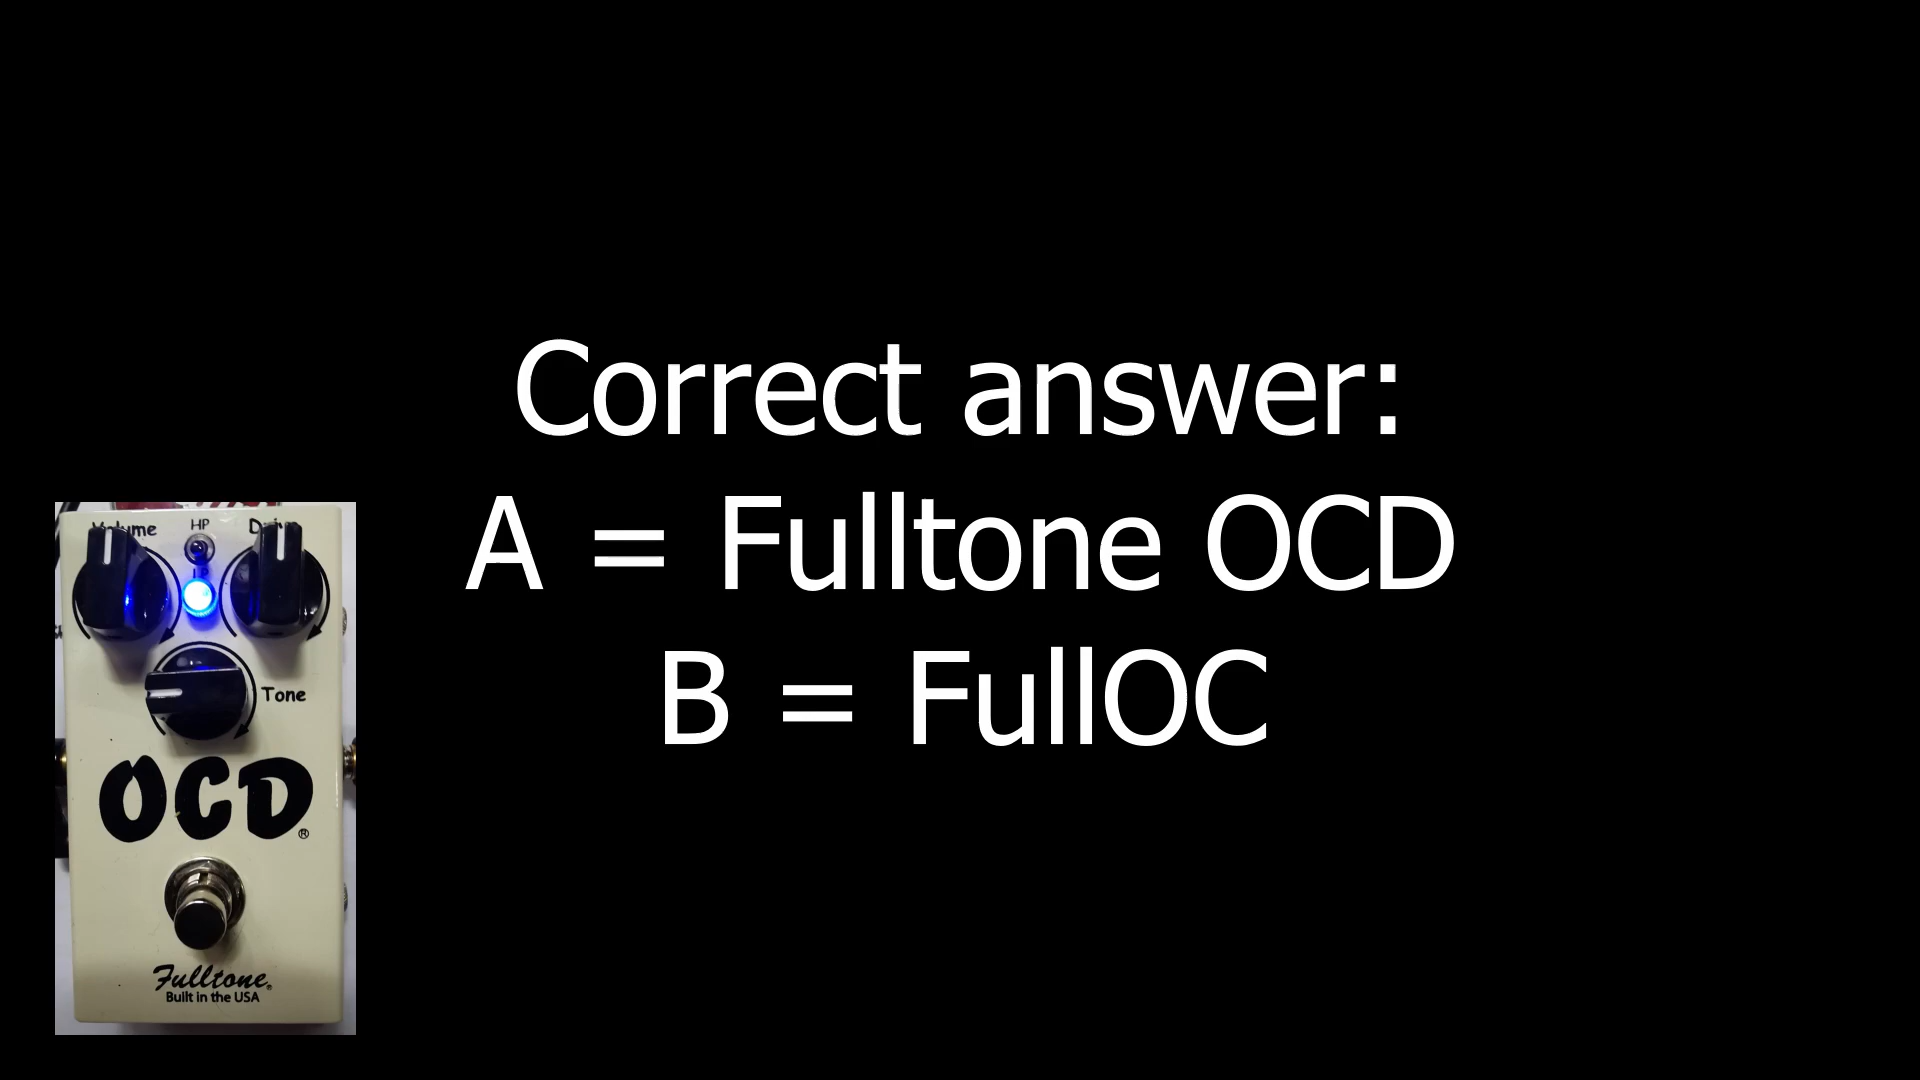 Correct answer:
A = Fulltone OCD
B = FullOC
HP
Tone
OCD®
Fulltone®
Built in the USA